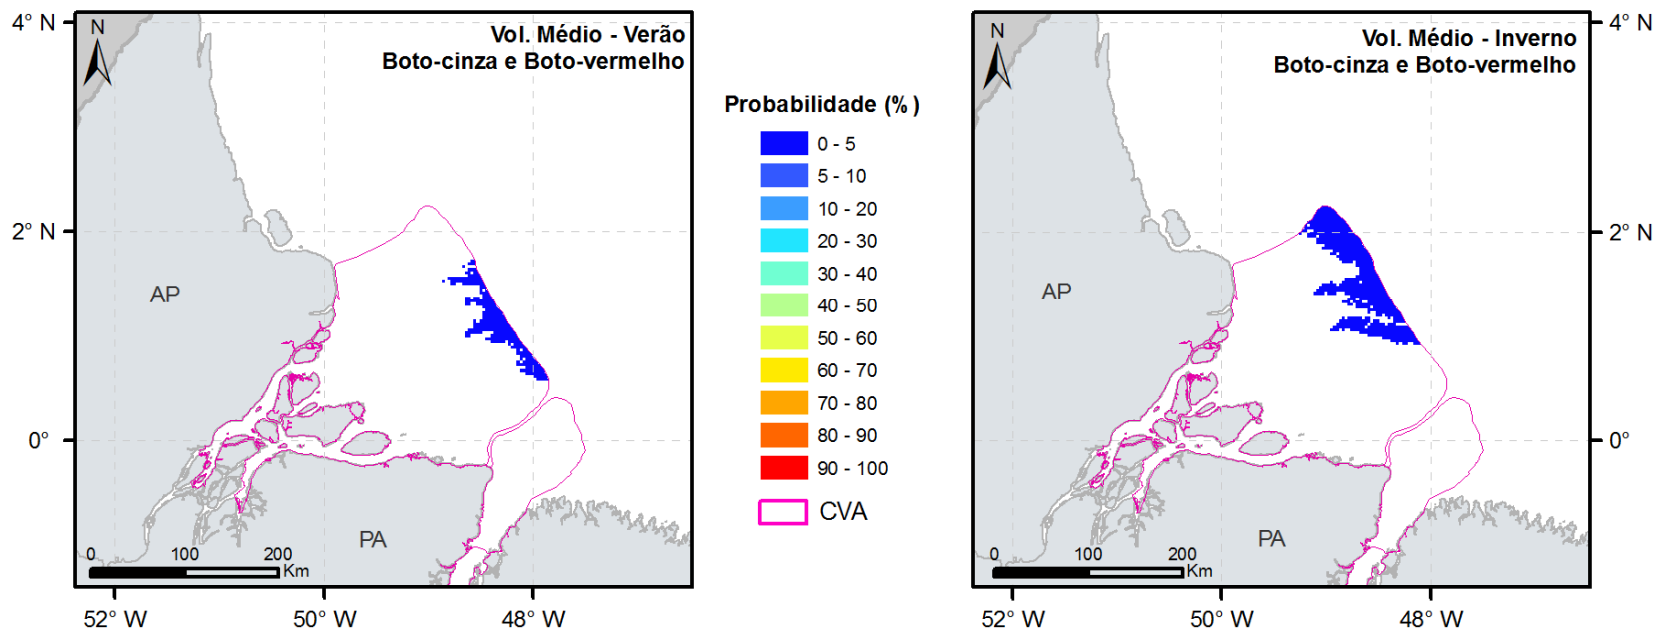 4° N
2° N
0°
N
Vol. Médio - Verão
Boto-cinza e Boto-vermelho
AP
PA
0 100 200
Km
52° W 50° W 48° W
Probabilidade (%)
0 - 5
5 - 10
10 - 20
20 - 30
30 - 40
40 - 50
50 - 60
60 - 70
70 - 80
80 - 90
90 - 100
CVA
N
Vol. Médio - Inverno
Boto-cinza e Boto-vermelho
AP
PA
0 100 200
Km
52° W 50° W 48° W
4° N
2° N
0°